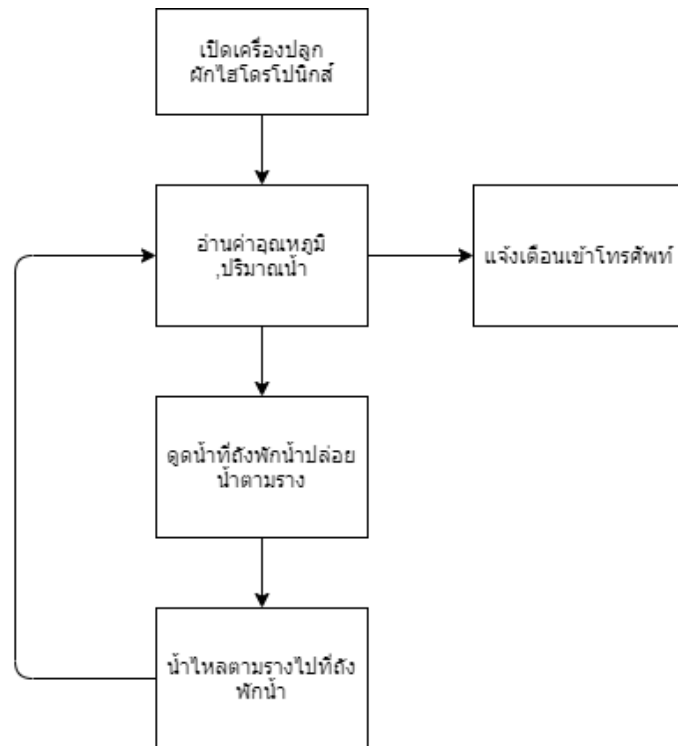 เปิดเครื่องปลูก
ผักไฮโดรโปนิกส์
อ่านค่าอุณหภูมิ
,ปริมาณน้ำ
แจ้งเตือนเข้าโทรศัพท์
ดูดน้ำที่ถังพักน้ำปล่อย
น้ำตามราง
น้ำไหลตามรางไปที่ถัง
พักน้ำ